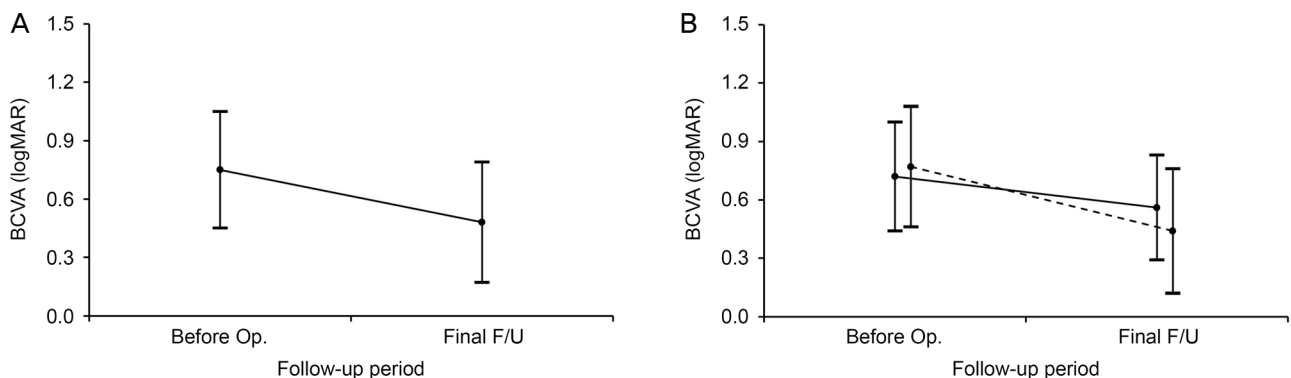 A
BCVA (logMAR)
1.5
1.2
0.9
0.6
0.3
0.0
Before Op.
Final F/U
Follow-up period
B
BCVA (logMAR)
1.5
1.2
0.9
0.6
0.3
0.0
Before Op.
Final F/U
Follow-up period